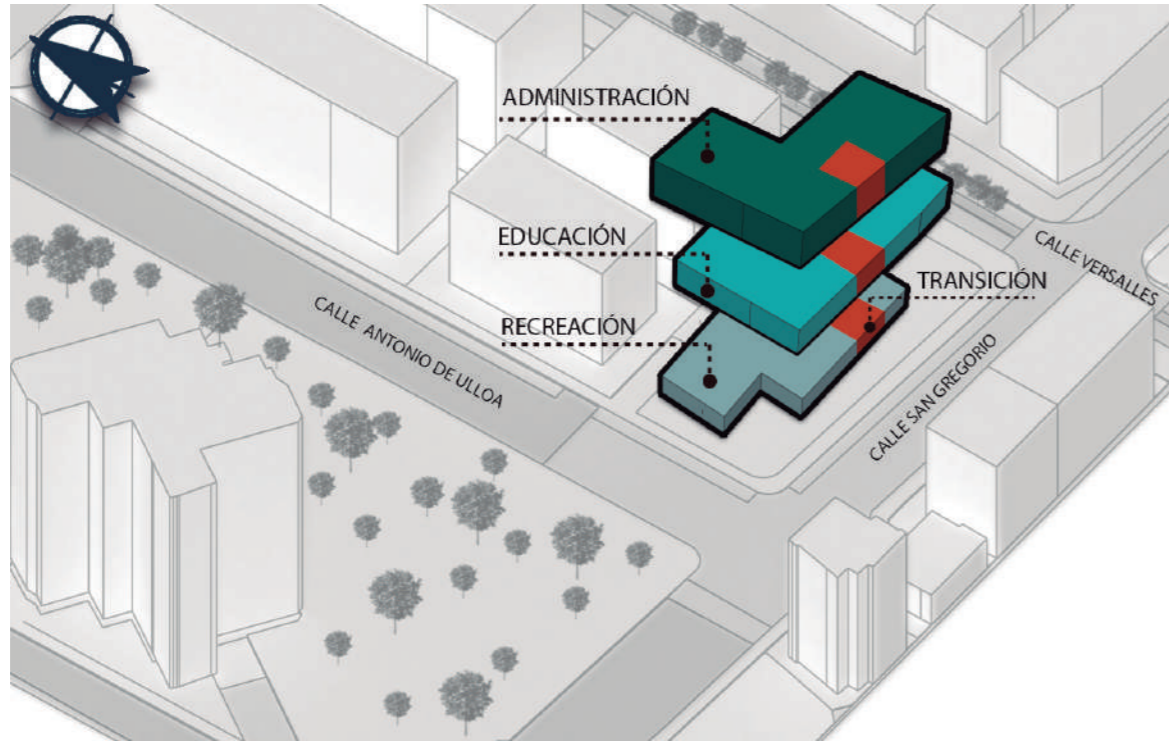 ADMINISTRACIÓN
EDUCACIÓN
TRANSICIÓN
RECREACIÓN
CALLE VERSALLES
CALLE ANTONIO DE ULLOA
CALLE SAN GREGORIO